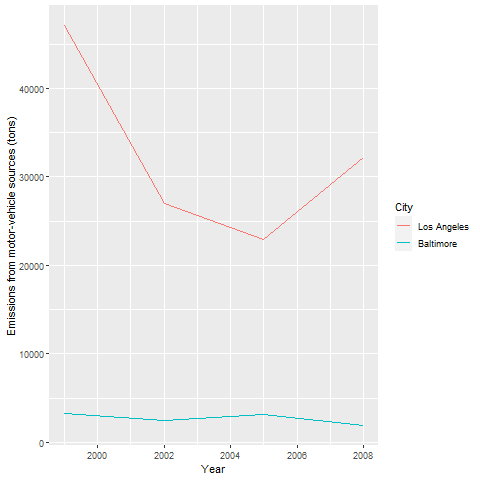 Emissions from motor-vehicle sources (tons)
40000
30000
20000
10000
0
2000 2002 2004 2006 2008
Year
City
Los Angeles
Baltimore